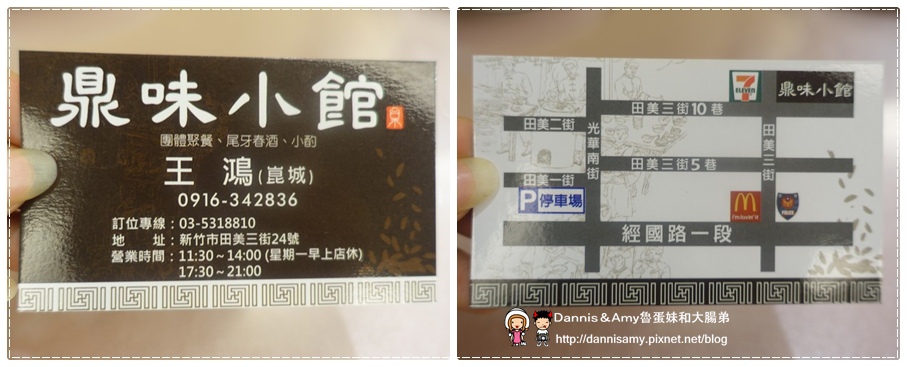 鼎味小館
團體聚餐、尾牙春酒、小酌
王 鴻(崑城)
0916-342836
訂位專線：03-5318810
地 址：新竹市田美三街24號
營業時間：11:30～14:00 (星期一早上店休)
17:30～21:00
7
ELEVEN
鼎味小館
田美三街10巷
田美二街
光華南街
田美三街
田美三街5巷
田美一街
P停車場
M
i'm lovin' it
POLICE
經國路一段
Dannis＆Amy魯蛋妹和大腸弟
http://dannisamy.pixnet.net/blog